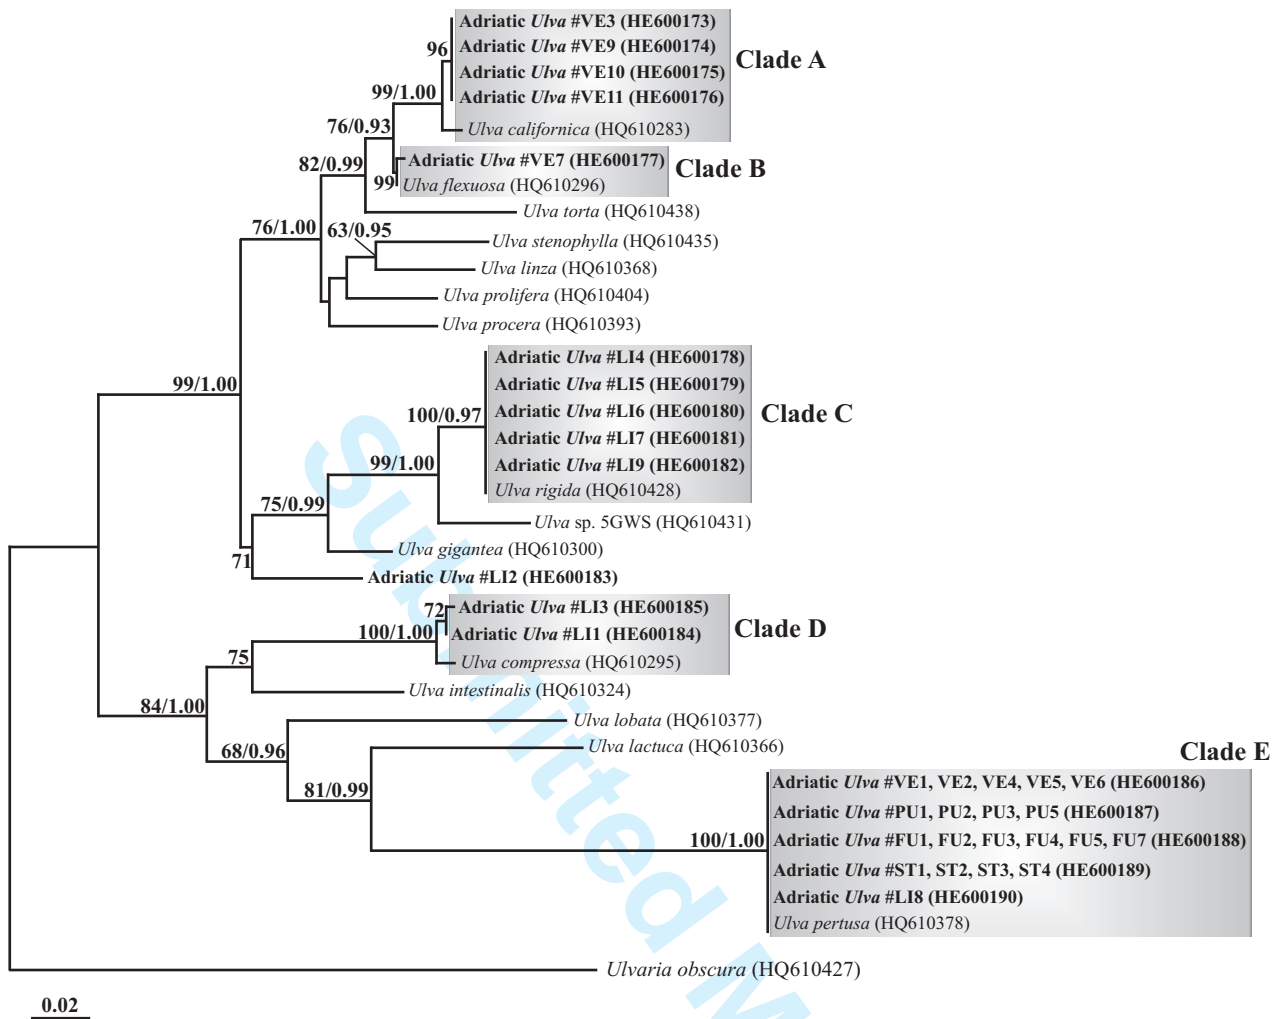 Adriatic Ulva #VE3 (HE600173)
96
Adriatic Ulva #VE9 (HE600174)
Clade A
Adriatic Ulva #VE10 (HE600175)
99/1.00
Adriatic Ulva #VE11 (HE600176)
76/0.93
Ulva californica (HQ610283)
82/0.99
Adriatic Ulva #VE7 (HE600177)
Clade B
99
Ulva flexuosa (HQ610296)
Ulva torta (HQ610438)
76/1.00
63/0.95
Ulva stenophylla (HQ610435)
Ulva linza (HQ610368)
Ulva prolifera (HQ610404)
Ulva procera (HQ610393)
Adriatic Ulva #LI4 (HE600178)
99/1.00
Adriatic Ulva #LI5 (HE600179)
100/0.97
Adriatic Ulva #LI6 (HE600180)
Clade C
Adriatic Ulva #LI7 (HE600181)
99/1.00
Adriatic Ulva #LI9 (HE600182)
Ulva rigida (HQ610428)
75/0.99
Ulva sp. 5GWS (HQ610431)
Ulva gigantea (HQ610300)
71
Adriatic Ulva #LI2 (HE600183)
72
Adriatic Ulva #LI3 (HE600185)
100/1.00
Adriatic Ulva #LI1 (HE600184)
Clade D
75
Ulva compressa (HQ610295)
Ulva intestinalis (HQ610324)
84/1.00
Ulva lobata (HQ610377)
68/0.96
Ulva lactuca (HQ610366)
Clade E
81/0.99
Adriatic Ulva #VE1, VE2, VE4, VE5, VE6 (HE600186)
Adriatic Ulva #PU1, PU2, PU3, PU5 (HE600187)
100/1.00
Adriatic Ulva #FU1, FU2, FU3, FU4, FU5, FU7 (HE600188)
Adriatic Ulva #ST1, ST2, ST3, ST4 (HE600189)
Adriatic Ulva #LI8 (HE600190)
Ulva pertusa (HQ610378)
Ulvaria obscura (HQ610427)
0.02
Submitted M